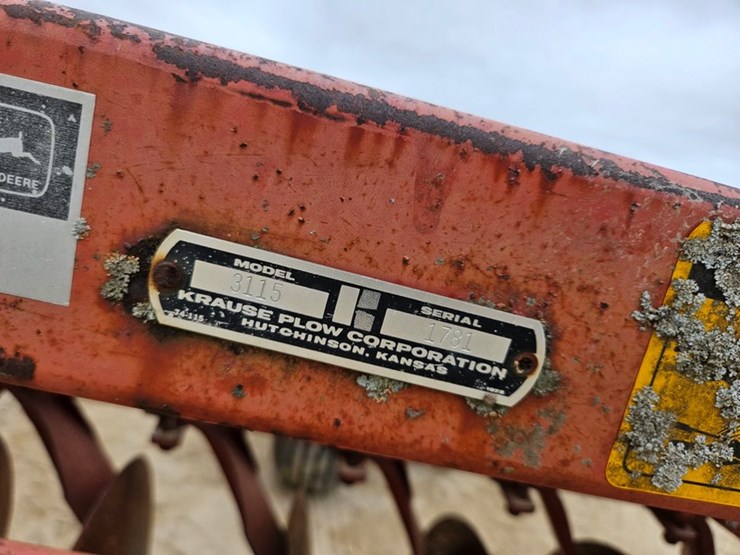 DEERE
MODEL
3115
SERIAL
1781
KRAUSE PLOW CORPORATION
HUTCHINSON, KANSAS